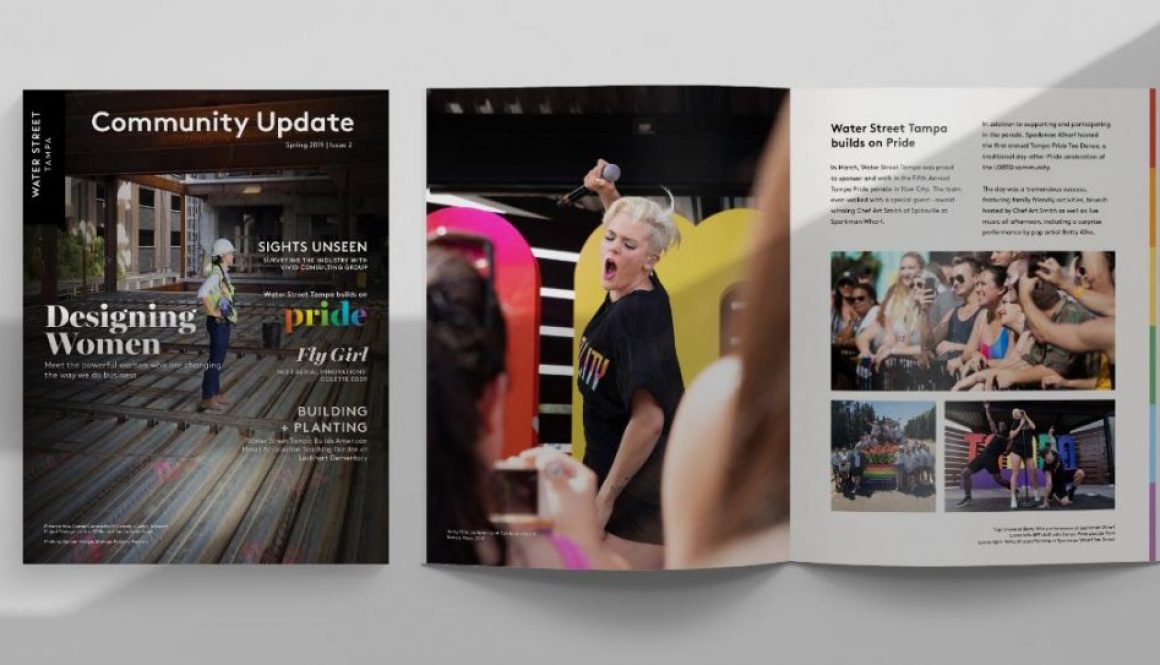 WATER STREET
TAMPA
Community Update
Spring 2019 | Issue 2
SIGHTS UNSEEN
SURVEYING THE INDUSTRY WITH
VIVID CONSULTING GROUP
Water Street Tampa builds on
pride
Designing
Women
Meet the powerful women who are changing
the way we do business
Fly Girl
COLETTE EDDY
BUILDING
+ PLANTING
Water Street Tampa Builds American
Teaching Garden at
Lockhart Elementary
Water Street Tampa
builds on Pride
In March, Water Street Tampa was proud
to sponsor and walk in the Fifth Annual
Tampa Pride parade in Ybor City. The team
even walked with a special guest - award
winning Chef Art Smith of Splitsville at
Sparkman Wharf.
In addition to supporting and participating
in the parade, Sparkman Wharf hosted
the first annual Tampa Pride Tea Dance, a
traditional day-after-Pride celebration of
the LGBTQ community.
The day was a tremendous success,
featuring family friendly activities, brunch
hosted by Chef Art Smith as well as live
music all afternoon, including a surprise
performance by pop artist Betty Who.